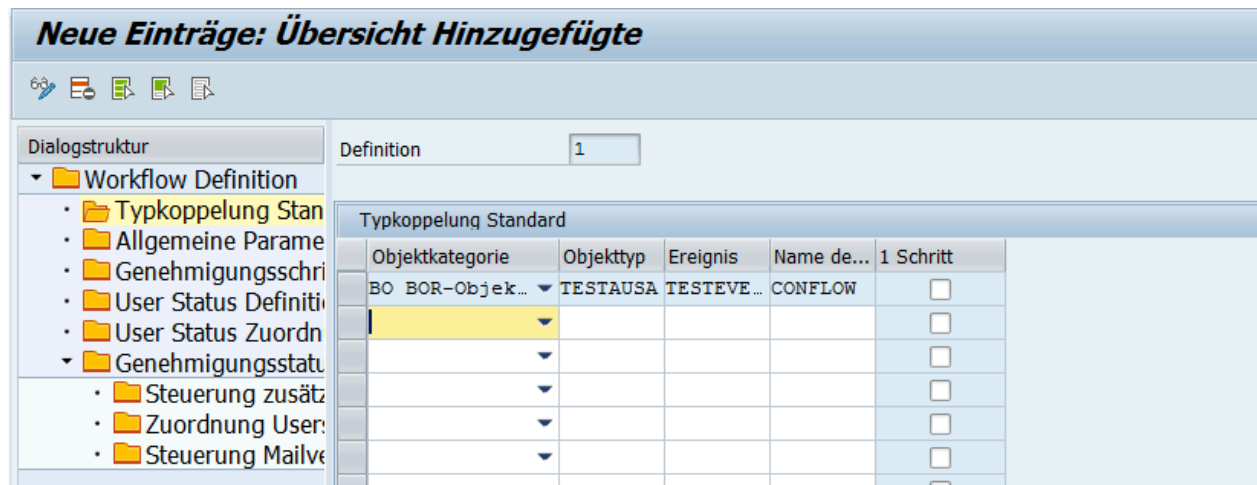 Neue Einträge: Übersicht Hinzugefügte
Dialogstruktur
Workflow Definition
Typkoppelung Stan
Allgemeine Parame
Genehmigungsschri
User Status Definiti
User Status Zuordn
Genehmigungsstatu
Steuerung zusätz
Zuordnung Users
Steuerung Mailve
Definition 1
Typkoppelung Standard
Objektkategorie Objekttyp Ereignis Name de... 1 Schritt
BO BOR-Objek… TESTAUSA TESTEVE… CONFLOW